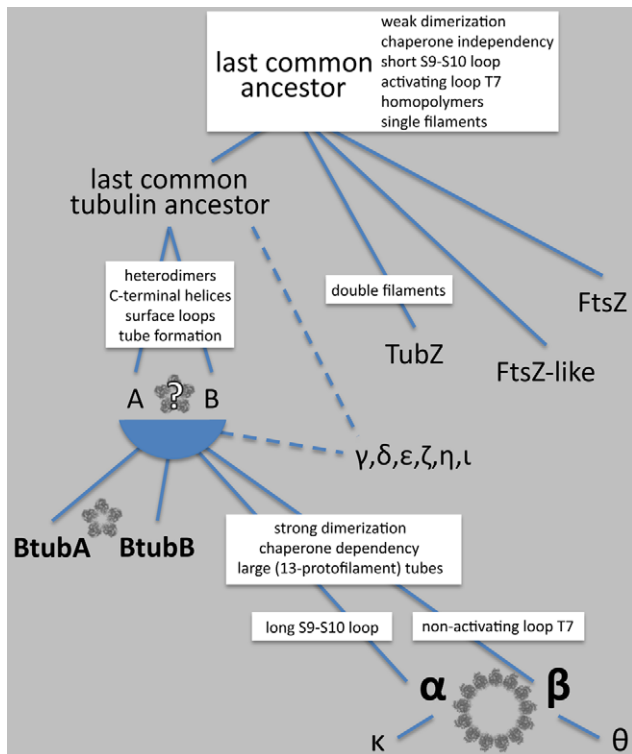 last common
ancestor
weak dimerization
chaperone independency
short S9-S10 loop
activating loop T7
homopolymers
single filaments
last common
tubulin ancestor
heterodimers
C-terminal helices
surface loops
tube formation
double filaments
FtsZ
TubZ
FtsZ-like
A ? B
γ,δ,ε,ζ,η,ι
BtubA BtubB
strong dimerization
chaperone dependency
large (13-protofilament) tubes
long S9-S10 loop
non-activating loop T7
α β
κ θ